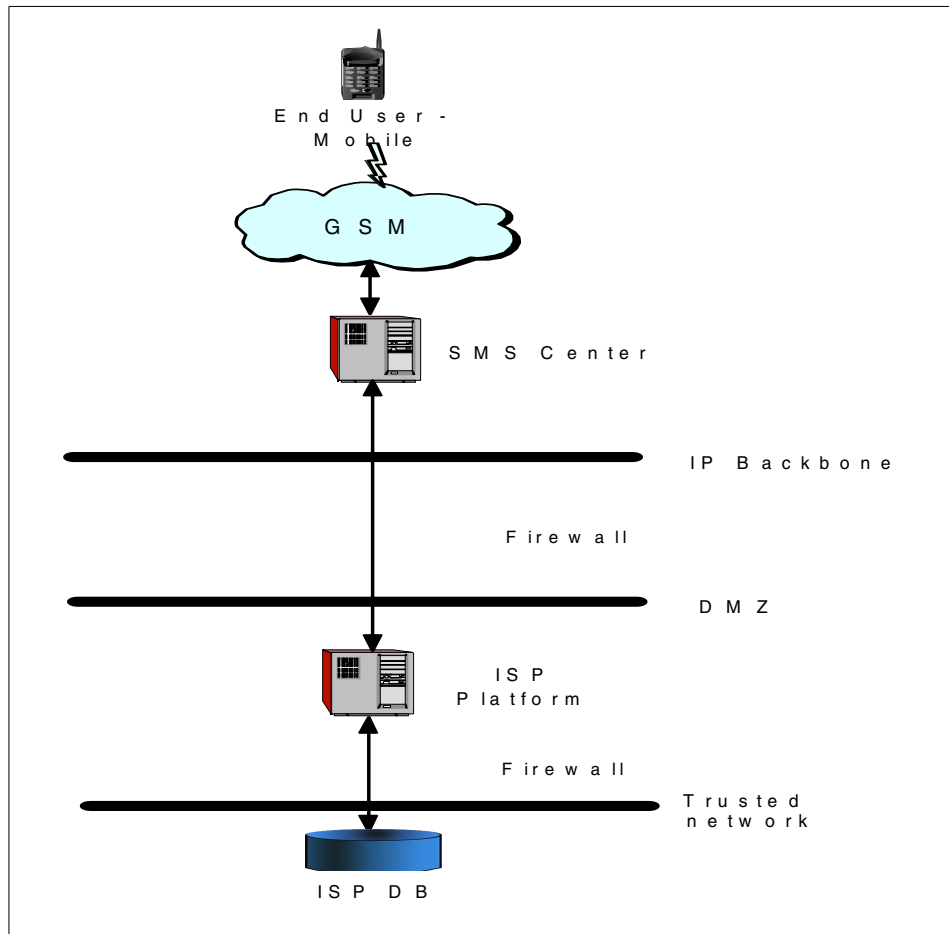 End User -
Mobile
GSM
SMS Center
IP Backbone
Firewall
DMZ
ISP
Platform
Firewall
Trusted
network
ISP DB